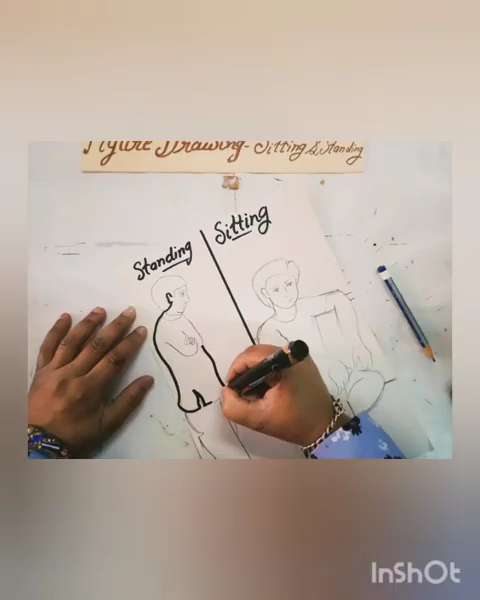 Figure Drawing - Sitting & Standing
Sitting
Standing
InShOt